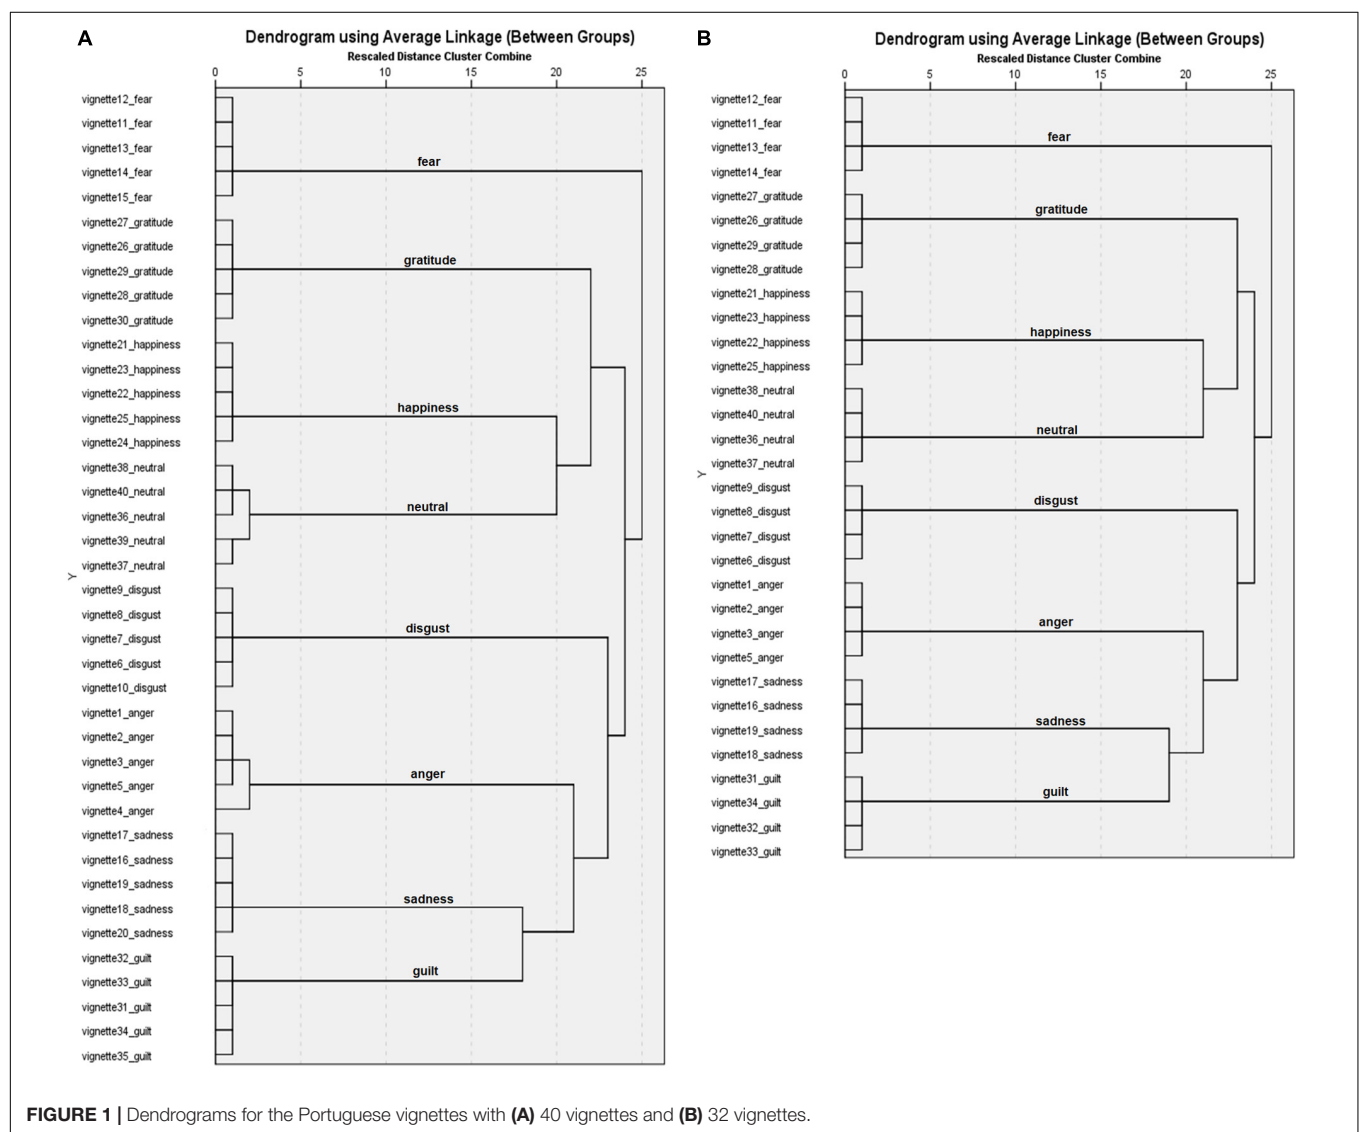 A
Dendrogram using Average Linkage (Between Groups)
Rescaled Distance Cluster Combine
0 5 10 15 20 25
vignette12_fear
vignette11_fear
vignette13_fear
fear
vignette14_fear
vignette15_fear
vignette27_gratitude
vignette26_gratitude
gratitude
vignette29_gratitude
vignette28_gratitude
vignette30_gratitude
vignette21_happiness
vignette23_happiness
vignette22_happiness
happiness
vignette25_happiness
vignette24_happiness
vignette38_neutral
vignette40_neutral
neutral
vignette36_neutral
vignette39_neutral
vignette37_neutral
Y
vignette9_disgust
vignette8_disgust
disgust
vignette7_disgust
vignette6_disgust
vignette10_disgust
vignette1_anger
vignette2_anger
vignette3_anger
anger
vignette5_anger
vignette4_anger
vignette17_sadness
vignette16_sadness
vignette19_sadness
sadness
vignette18_sadness
vignette20_sadness
vignette32_guilt
guilt
vignette33_guilt
vignette31_guilt
vignette34_guilt
vignette35_guilt
B
Dendrogram using Average Linkage (Between Groups)
Rescaled Distance Cluster Combine
0 5 10 15 20 25
vignette12_fear
vignette11_fear
fear
vignette13_fear
vignette14_fear
vignette27_gratitude
gratitude
vignette26_gratitude
vignette29_gratitude
vignette28_gratitude
vignette21_happiness
vignette23_happiness
happiness
vignette22_happiness
vignette25_happiness
vignette38_neutral
vignette40_neutral
neutral
vignette36_neutral
vignette37_neutral
Y
vignette9_disgust
disgust
vignette8_disgust
vignette7_disgust
vignette6_disgust
vignette1_anger
vignette2_anger
anger
vignette3_anger
vignette5_anger
vignette17_sadness
vignette16_sadness
sadness
vignette19_sadness
vignette18_sadness
vignette31_guilt
guilt
vignette34_guilt
vignette32_guilt
vignette33_guilt
FIGURE 1 | Dendrograms for the Portuguese vignettes with (A) 40 vignettes and (B) 32 vignettes.